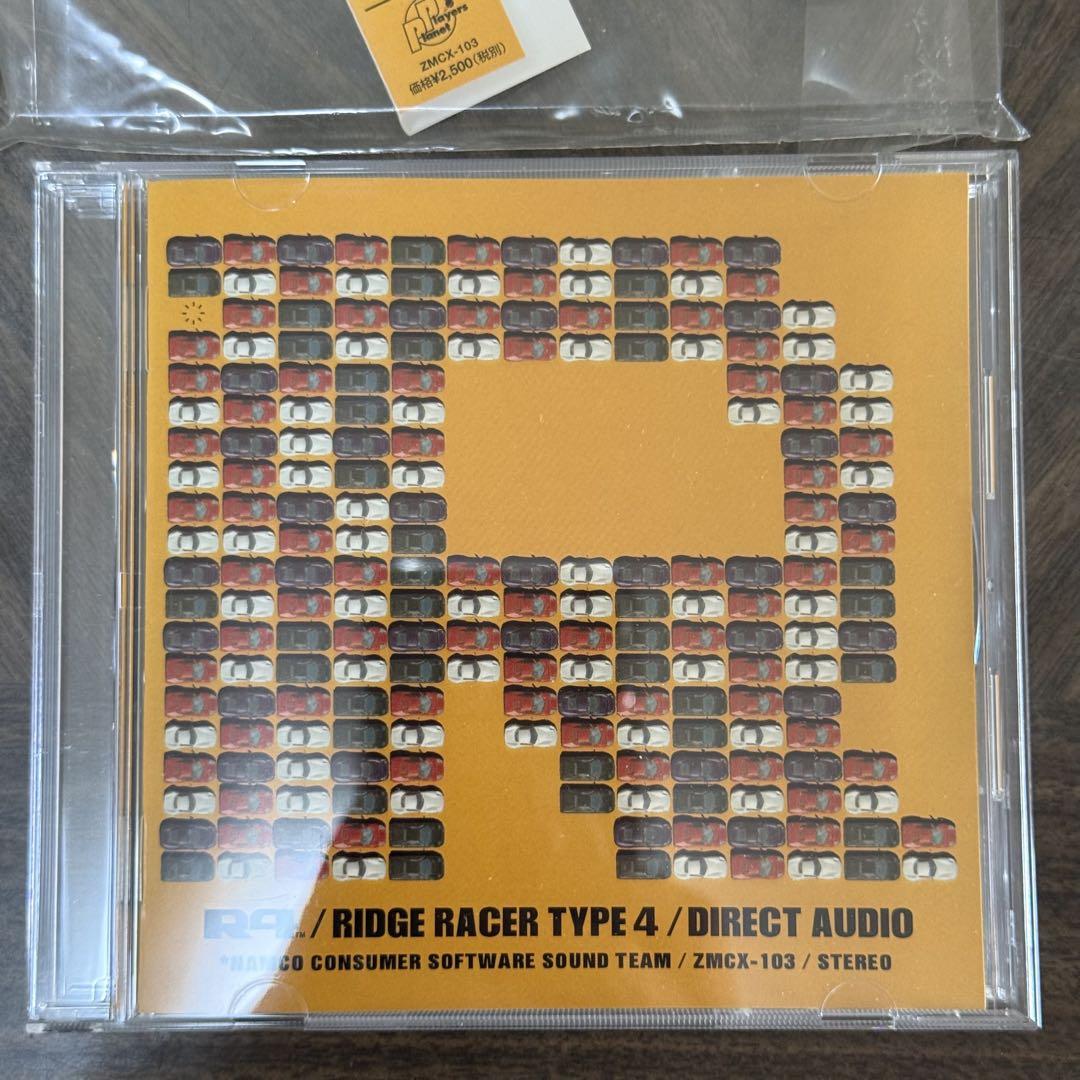 Players
Planet
ZMCX-103
価格¥2,500(税別)
R4™/RIDGE RACER TYPE 4/DIRECT AUDIO
*NAMCO CONSUMER SOFTWARE SOUND TEAM / ZMCX-103 / STEREO